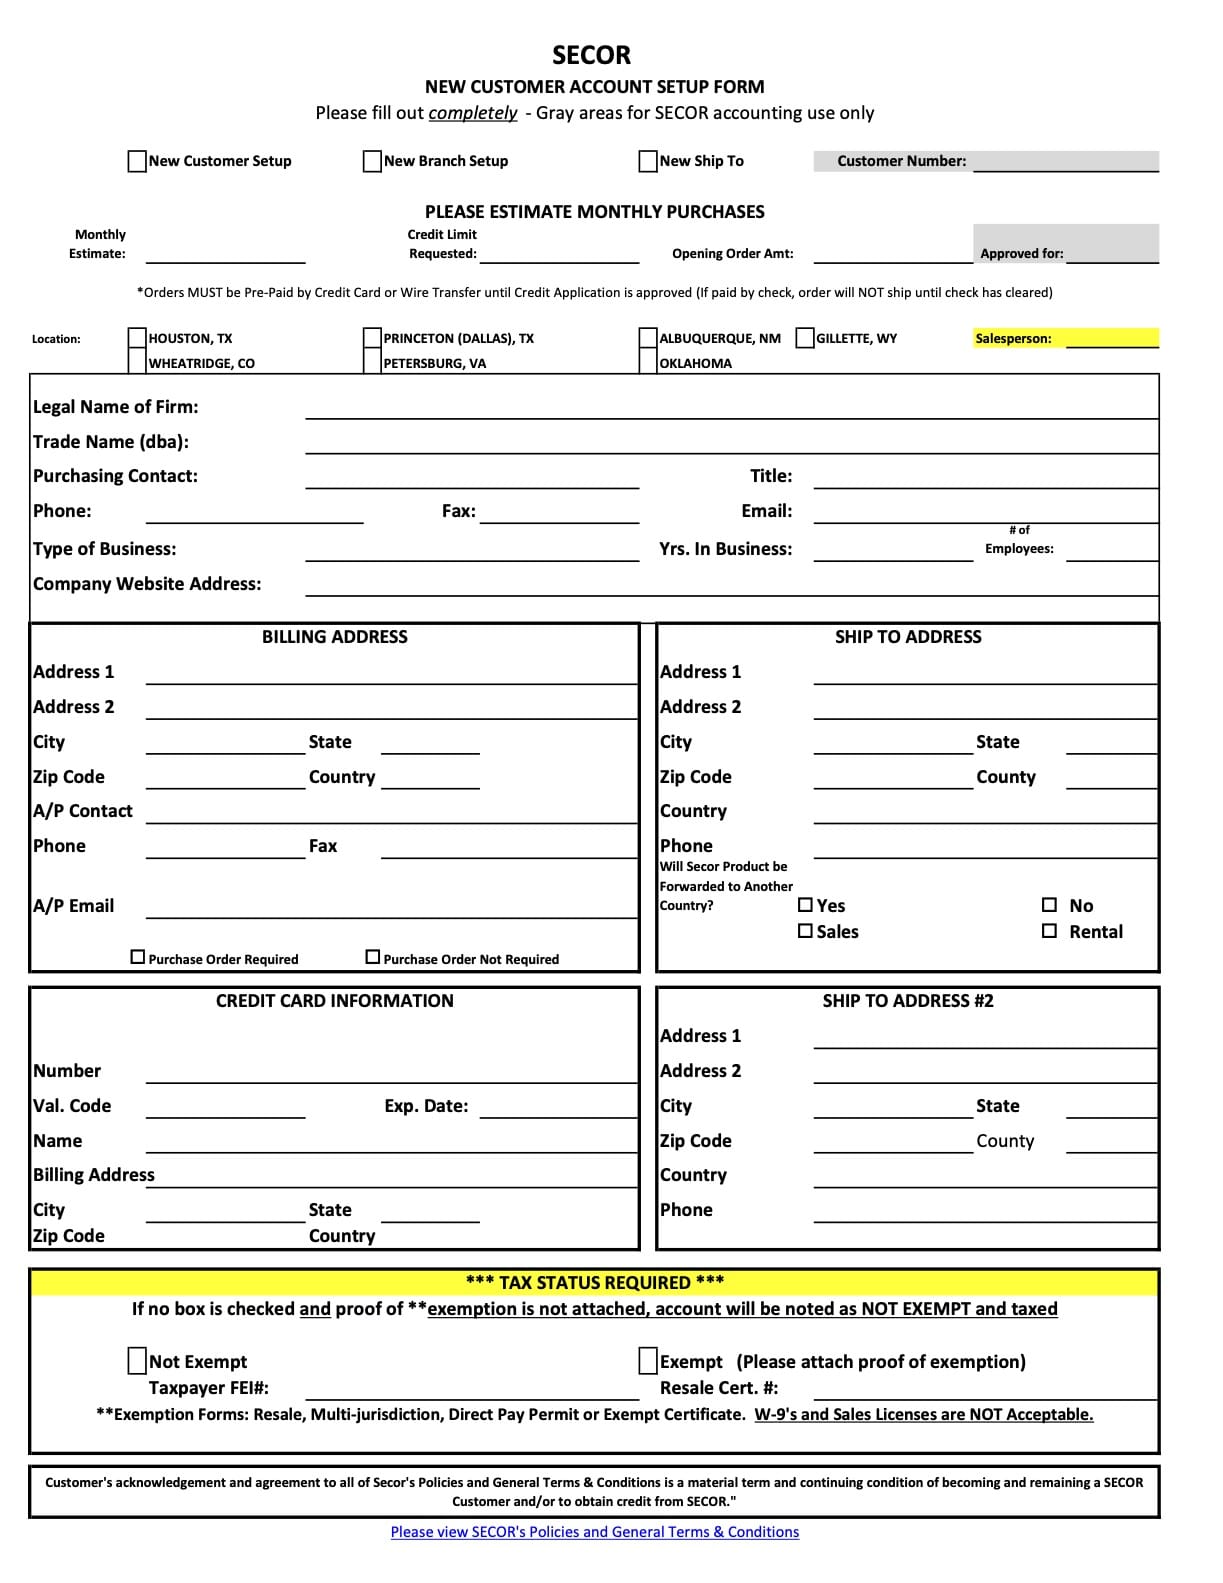 SECOR
NEW CUSTOMER ACCOUNT SETUP FORM
Please fill out completely - Gray areas for SECOR accounting use only
New Customer Setup New Branch Setup New Ship To Customer Number:
PLEASE ESTIMATE MONTHLY PURCHASES
Monthly Credit Limit
Estimate: Requested: Opening Order Amt: Approved for:
*Orders MUST be Pre-Paid by Credit Card or Wire Transfer until Credit Application is approved (If paid by check, order will NOT ship until check has cleared)
Location: HOUSTON, TX PRINCETON (DALLAS), TX ALBUQUERQUE, NM GILLETTE, WY Salesperson:
WHEATRIDGE, CO PETERSBURG, VA OKLAHOMA
Legal Name of Firm:
Trade Name (dba):
Purchasing Contact: Title:
Phone: Fax: Email:
# of
Type of Business: Yrs. In Business: Employees:
Company Website Address:
BILLING ADDRESS
Address 1
Address 2
City State
Zip Code Country
A/P Contact
Phone Fax
A/P Email
Purchase Order Required Purchase Order Not Required
SHIP TO ADDRESS
Address 1
Address 2
City State
Zip Code County
Country
Phone
Will Secor Product be
Forwarded to Another
Country? Yes No
Sales Rental
CREDIT CARD INFORMATION
Number
Val. Code Exp. Date:
Name
Billing Address
City State
Zip Code Country
SHIP TO ADDRESS #2
Address 1
Address 2
City State
Zip Code County
Country
Phone
*** TAX STATUS REQUIRED ***
If no box is checked and proof of **exemption is not attached, account will be noted as NOT EXEMPT and taxed
Not Exempt Exempt (Please attach proof of exemption)
Taxpayer FEI#: Resale Cert. #:
**Exemption Forms: Resale, Multi-jurisdiction, Direct Pay Permit or Exempt Certificate. W-9's and Sales Licenses are NOT Acceptable.
Customer's acknowledgement and agreement to all of Secor's Policies and General Terms & Conditions is a material term and continuing condition of becoming and remaining a SECOR
Customer and/or to obtain credit from SECOR."
Please view SECOR's Policies and General Terms & Conditions